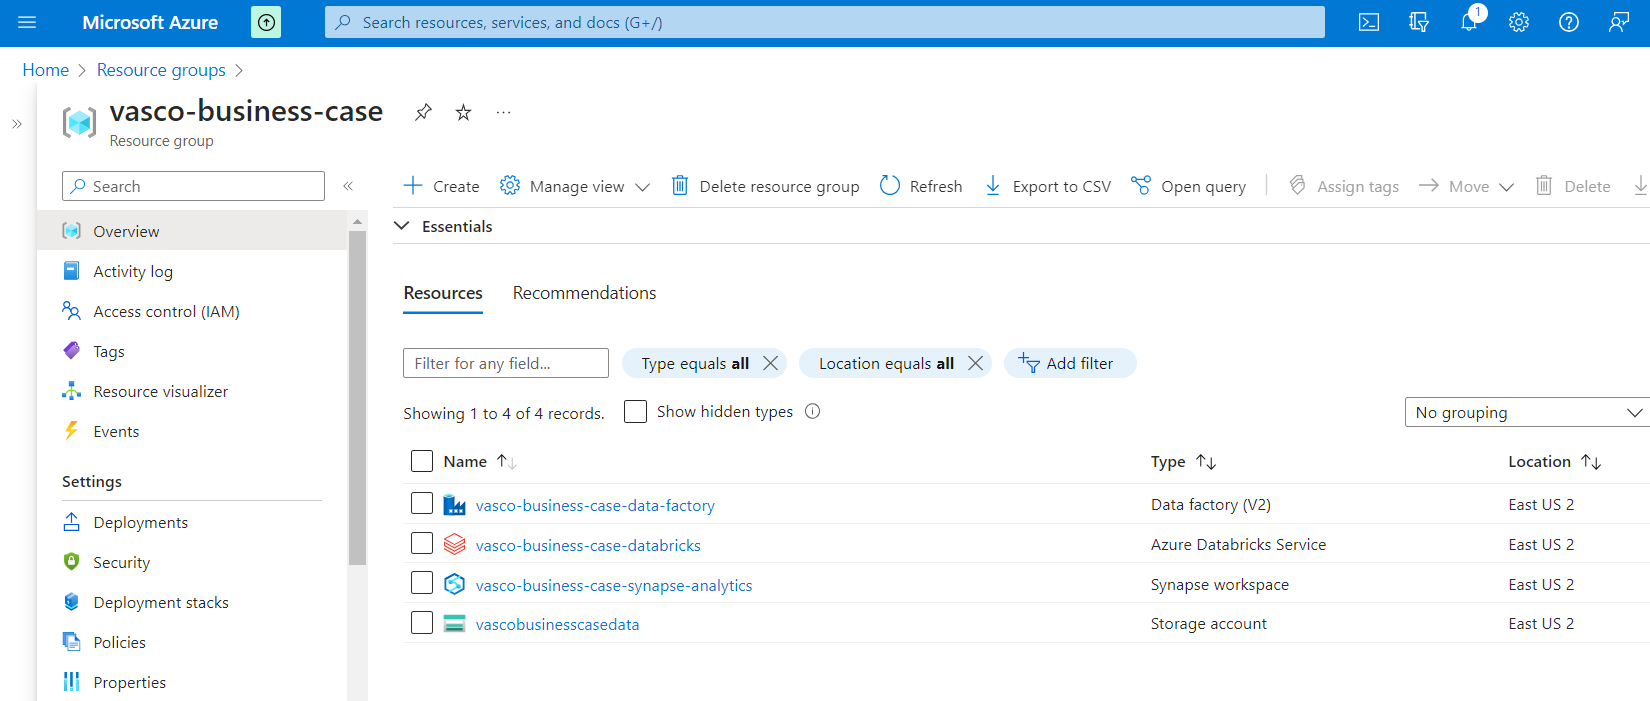 Microsoft Azure
Search resources, services, and docs (G+/)
1
Home > Resource groups >
vasco-business-case
Resource group
Search
Create
Manage view
Delete resource group
Refresh
Export to CSV
Open query
Assign tags
Move
Delete
Essentials
Overview
Activity log
Access control (IAM)
Tags
Resource visualizer
Events
Settings
Deployments
Security
Deployment stacks
Policies
Properties
Resources
Recommendations
Filter for any field...
Type equals all
Location equals all
Add filter
Showing 1 to 4 of 4 records.
Show hidden types
No grouping
Name Type Location
vasco-business-case-data-factory Data factory (V2) East US 2
vasco-business-case-databricks Azure Databricks Service East US 2
vasco-business-case-synapse-analytics Synapse workspace East US 2
vascobusinesscasedata Storage account East US 2